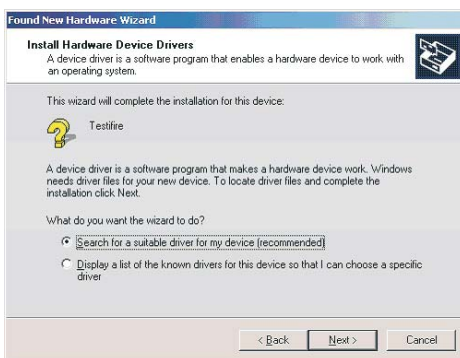 Found New Hardware Wizard
Install Hardware Device Drivers
A device driver is a software program that enables a hardware device to work with
an operating system.
This wizard will complete the installation for this device:
Testifire
A device driver is a software program that makes a hardware device work. Windows
needs driver files for your new device. To locate driver files and complete the
installation click Next.
What do you want the wizard to do?
Search for a suitable driver for my device (recommended)
Display a list of the known drivers for this device so that I can choose a specific
driver
< Back
Next >
Cancel